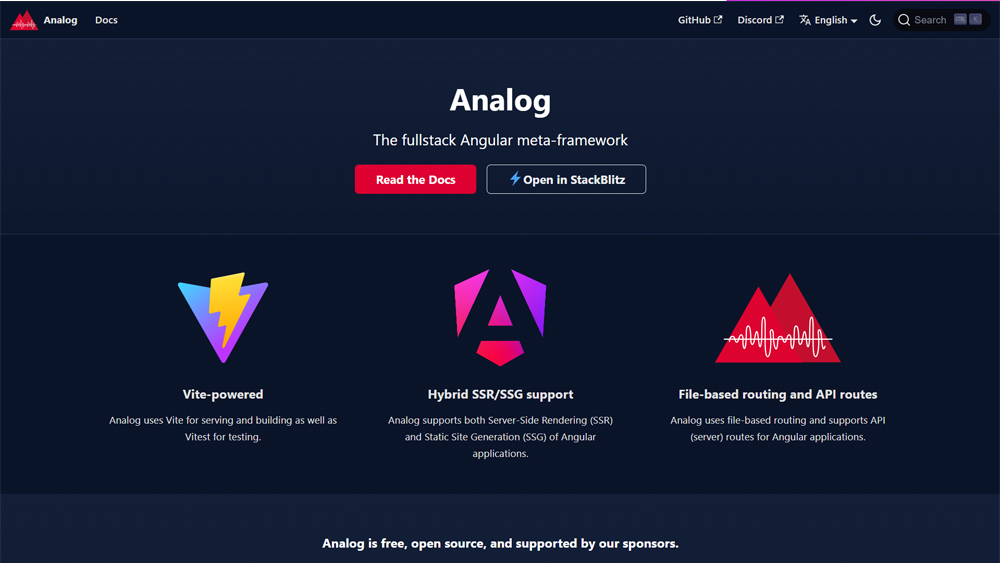 Analog Docs GitHub Discord English Search CTRL K
Analog
The fullstack Angular meta-framework
Read the Docs Open in StackBlitz
Vite-powered
Analog uses Vite for serving and building as well as
Vitest for testing.
Hybrid SSR/SSG support
Analog supports both Server-Side Rendering (SSR)
and Static Site Generation (SSG) of Angular
applications.
File-based routing and API routes
Analog uses file-based routing and supports API
(server) routes for Angular applications.
Analog is free, open source, and supported by our sponsors.